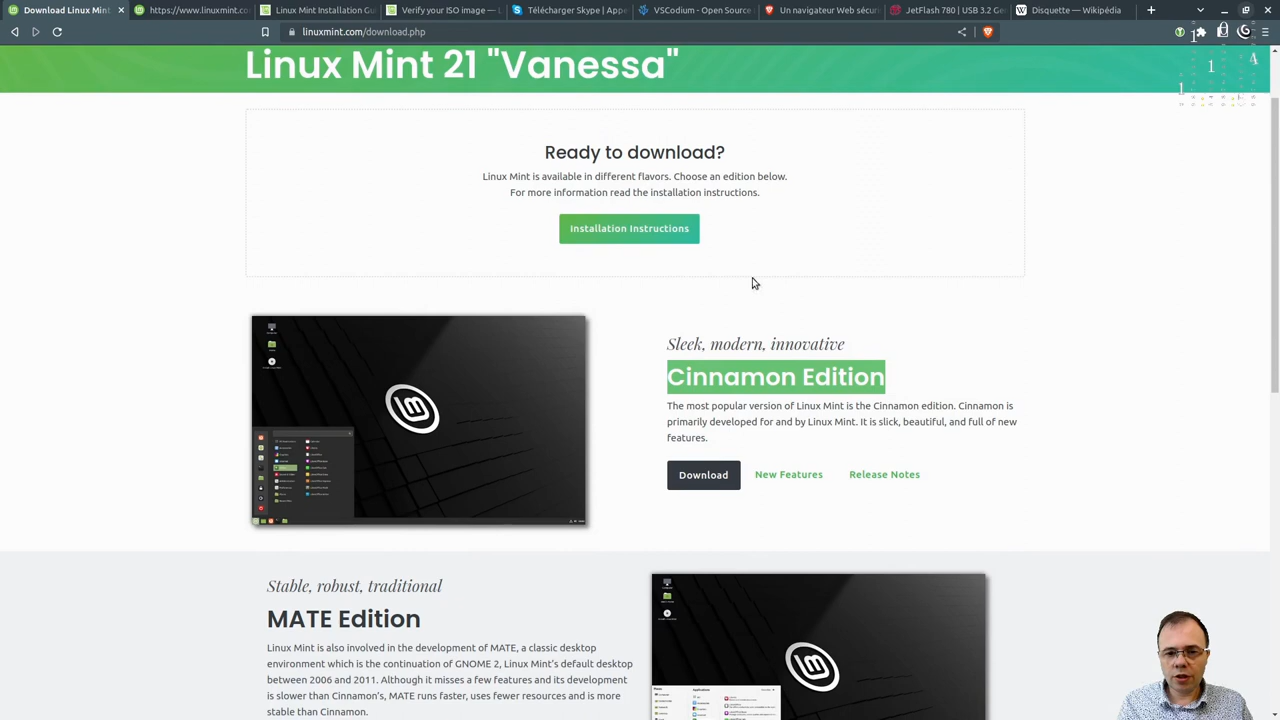 Download Linux Mint
https://www.linuxmint.co
Linux Mint Installation Gu
Verify your ISO image —
Télécharger Skype | Appe
VSCodium - Open Source
Un navigateur Web sécur
JetFlash 780 | USB 3.2 Ge
Disquette — Wikipédia
linuxmint.com/download.php
Linux Mint 21 "Vanessa"
Ready to download?
Linux Mint is available in different flavors. Choose an edition below.
For more information read the installation instructions.
Installation Instructions
Sleek, modern, innovative
Cinnamon Edition
The most popular version of Linux Mint is the Cinnamon edition. Cinnamon is
primarily developed for and by Linux Mint. It is slick, beautiful, and full of new
features.
Download New Features Release Notes
Stable, robust, traditional
MATE Edition
Linux Mint is also involved in the development of MATE, a classic desktop
environment which is the continuation of GNOME 2, Linux Mint's default desktop
between 2006 and 2011. Although it misses a few features and its development
is slower than Cinnamon's, MATE runs faster, uses fewer resources and is more
stable than Cinnamon.